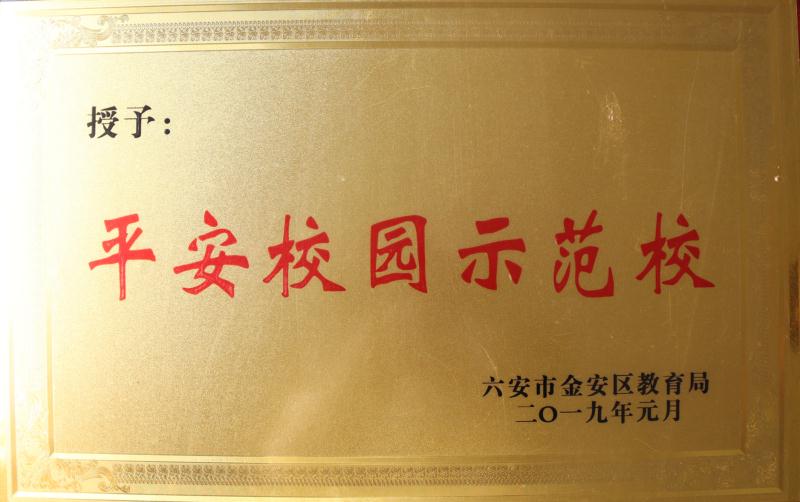 授予：
平安校园示范校
六安市金安区教育局
二〇一九年元月